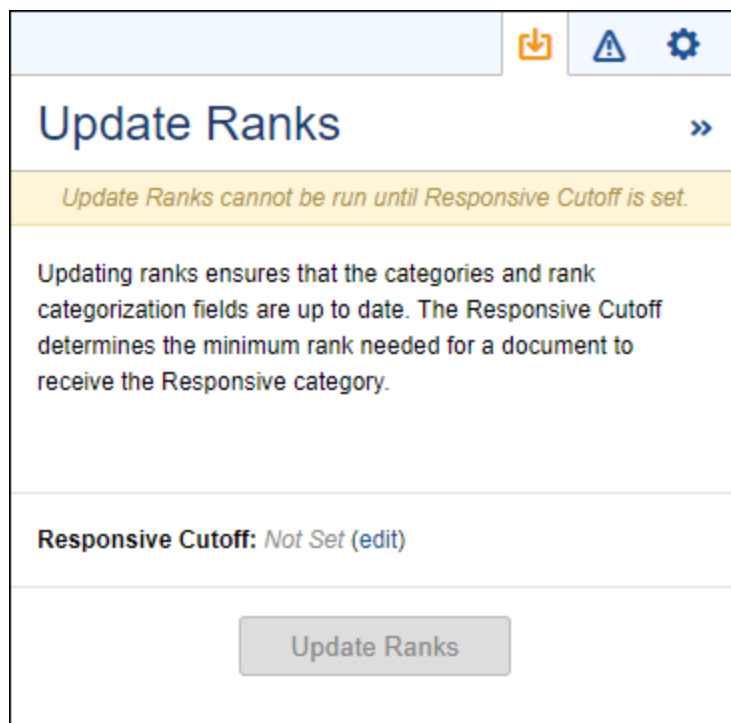 Update Ranks
Update Ranks cannot be run until Responsive Cutoff is set.
Updating ranks ensures that the categories and rank
categorization fields are up to date. The Responsive Cutoff
determines the minimum rank needed for a document to
receive the Responsive category.
Responsive Cutoff: Not Set (edit)
Update Ranks